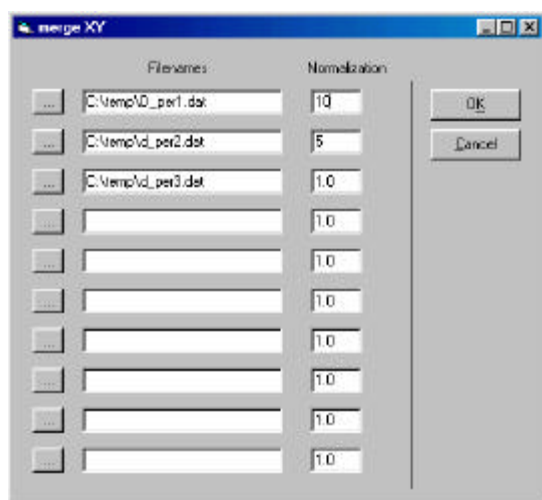 merge XY
Filenames Normalization
... C:\temp\D_per1.dat 10 OK
... C:\temp\d_per2.dat 5 Cancel
... C:\temp\d_per3.dat 1.0
... 1.0
... 1.0
... 1.0
... 1.0
... 1.0
... 1.0
... 1.0